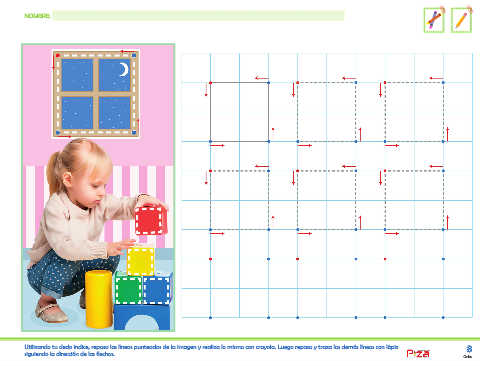 NOMBRE:
Utilizando tu dedo índice, repasa las líneas punteadas de la imagen y realiza lo mismo con crayola. Luego repasa y traza las demás líneas con lápiz
siguiendo la dirección de las flechas.